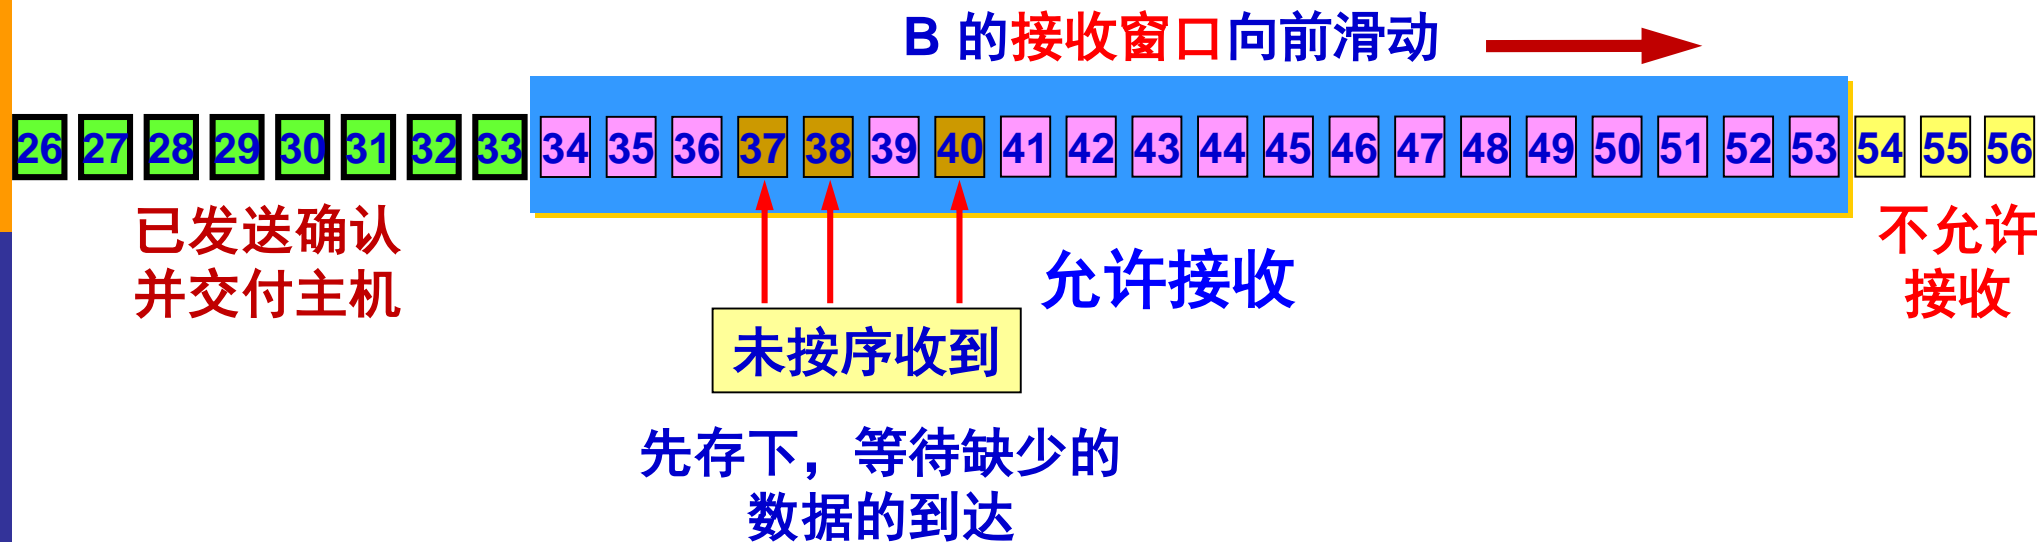 B 的接收窗口向前滑动
26 27 28 29 30 31 32 33 34 35 36 37 38 39 40 41 42 43 44 45 46 47 48 49 50 51 52 53 54 55 56
已发送确认
并交付主机
允许接收
不允许
接收
未按序收到
先存下，等待缺少的
数据的到达